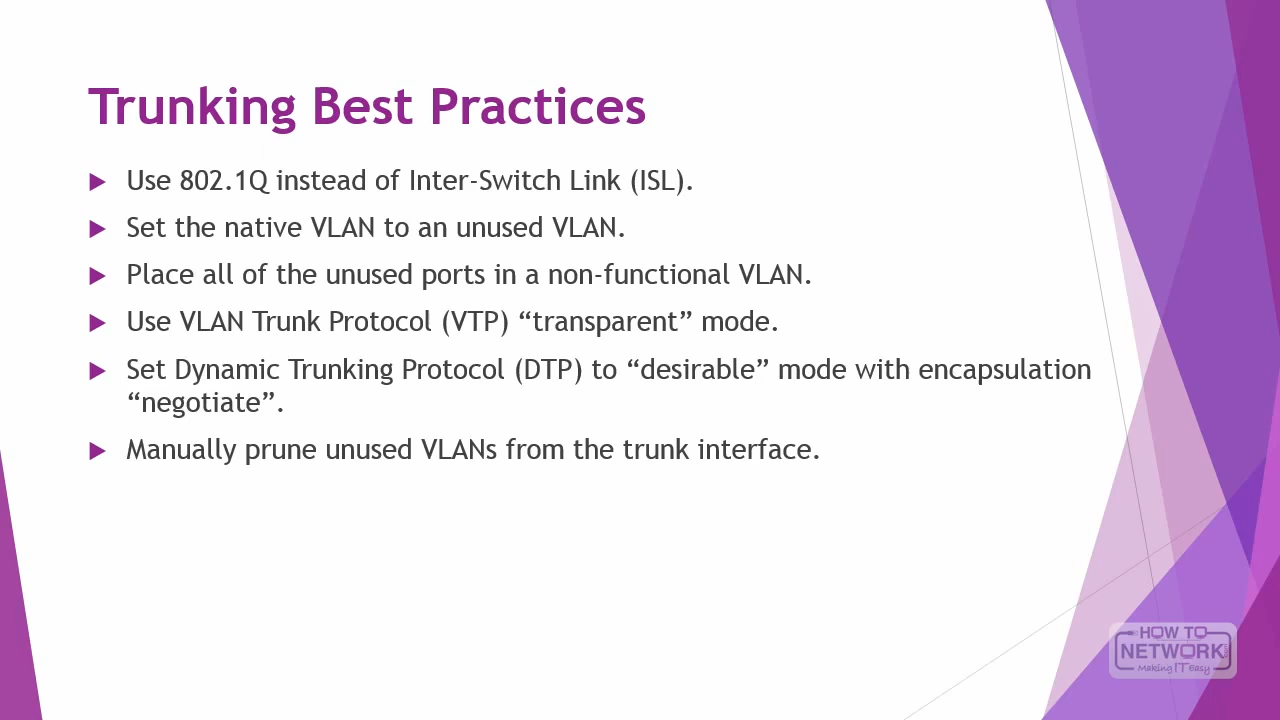 Trunking Best Practices
Use 802.1Q instead of Inter-Switch Link (ISL).
Set the native VLAN to an unused VLAN.
Place all of the unused ports in a non-functional VLAN.
Use VLAN Trunk Protocol (VTP) “transparent” mode.
Set Dynamic Trunking Protocol (DTP) to “desirable” mode with encapsulation
“negotiate”.
Manually prune unused VLANs from the trunk interface.
HOW TO
NETWORK
Making IT Easy